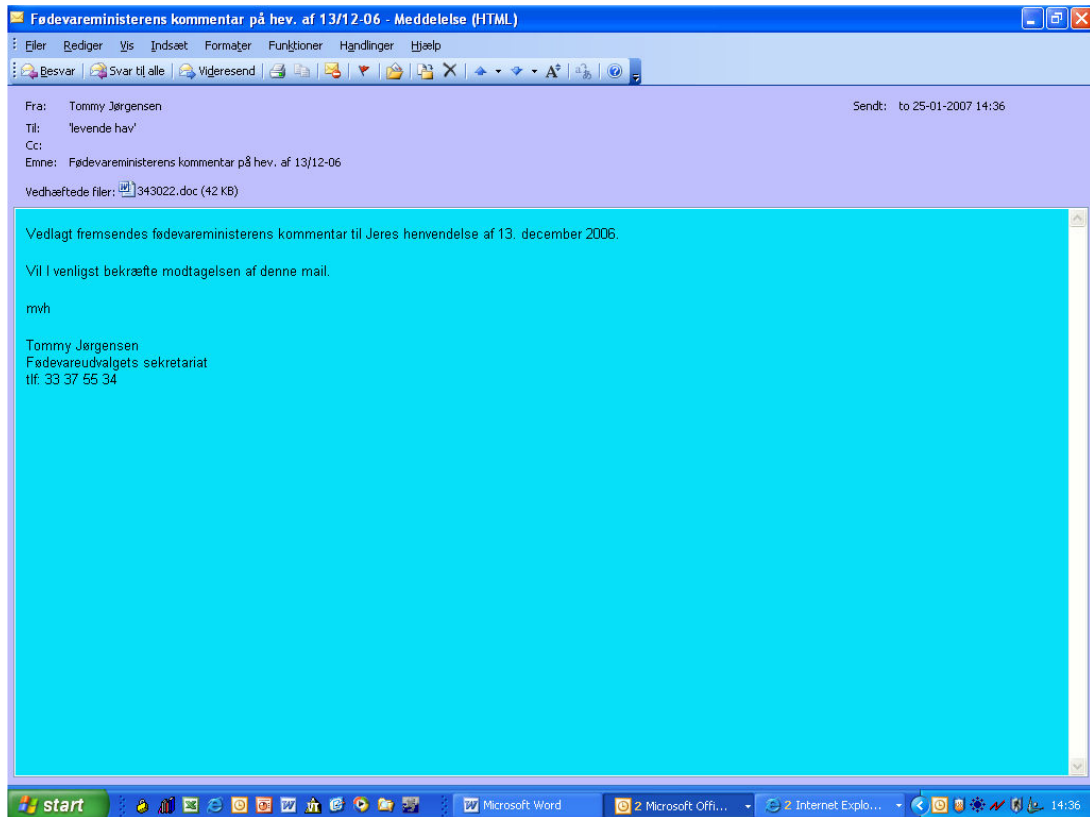 Fødevareministerens kommentar på hev. af 13/12-06 - Meddelelse (HTML)
Filer Rediger Vis Indsæt Formater Funktioner Handlinger Hjælp
Besvar Svar til alle Videresend
Fra: Tommy Jørgensen Sendt: to 25-01-2007 14:36
Til: 'levende hav'
Cc:
Emne: Fødevareministerens kommentar på hev. af 13/12-06
Vedhæftede filer: 343022.doc (42 KB)
Vedlagt fremsendes fødevareministerens kommentar til Jeres henvendelse af 13. december 2006.
Vil I venligst bekræfte modtagelsen af denne mail.
mvh
Tommy Jørgensen
Fødevareudvalgets sekretariat
tlf: 33 37 55 34
start Microsoft Word 2 Microsoft Offi... 2 Internet Explo... 14:36